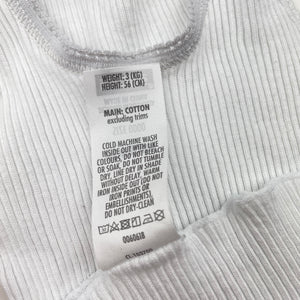 WEIGHT: 3 (KG)
HEIGHT: 56 (CM)
MAIN: COTTON
excluding trims
COLD MACHINE WASH
INSIDE OUT WITH LIKE
COLOURS, DO NOT BLEACH
OR SOAK, DO NOT TUMBLE
DRY, LINE DRY IN SHADE
WITHOUT DELAY, WARM
IRON INSIDE OUT (DO NOT
IRON PRINTS OR
EMBELLISHMENTS),
DO NOT DRY-CLEAN
0060618